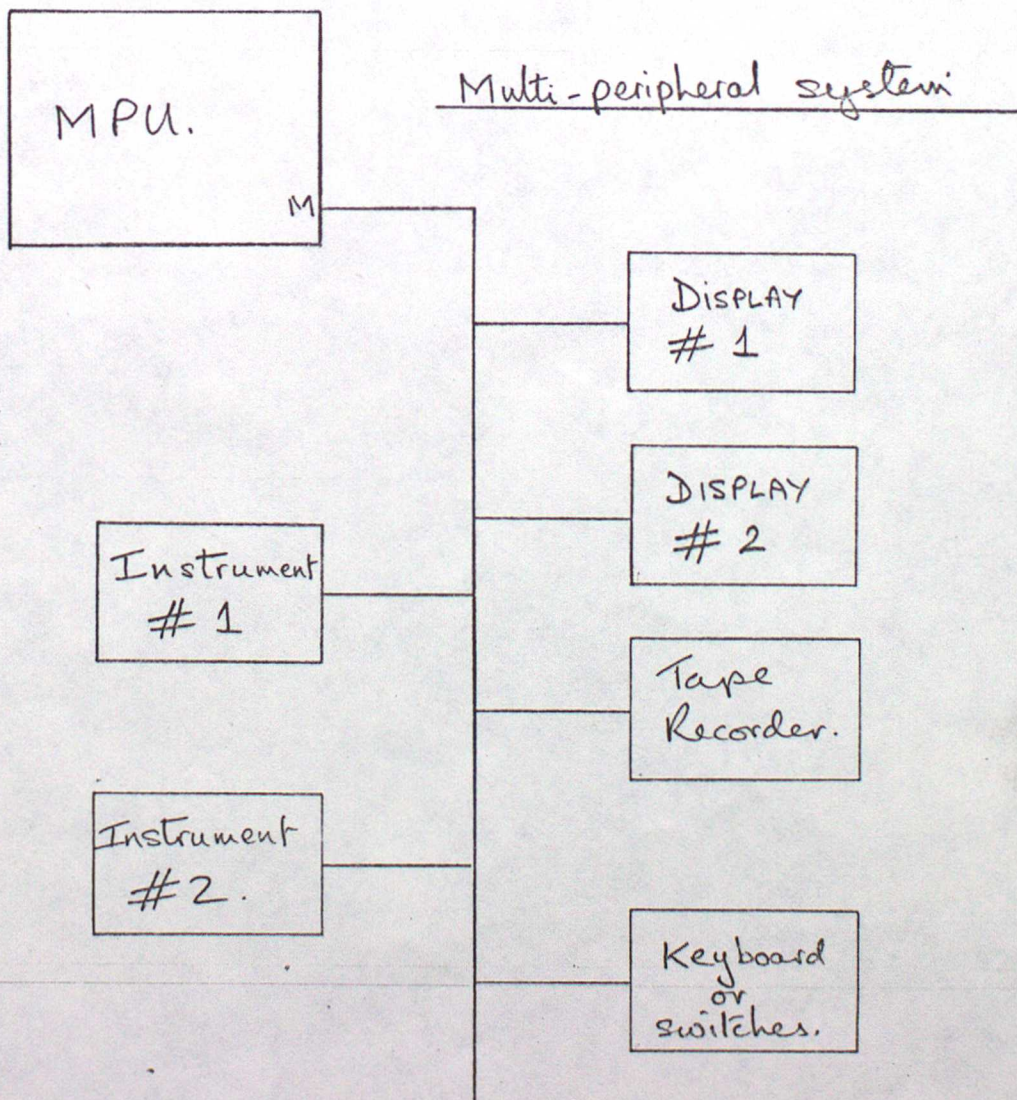 MPU.
Multi-peripheral system
M
DISPLAY
# 1
DISPLAY
# 2
Instrument
# 1
Tape
Recorder.
Instrument
#2.
Keyboard
or
switches.